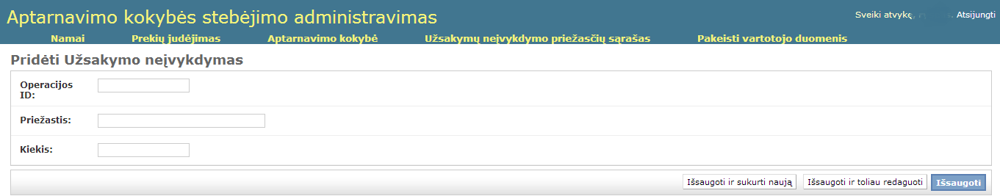 Aptarnavimo kokybės stebėjimo administravimas
Sveiki atvykę, Atsijungti
Namai Prekių judėjimas Aptarnavimo kokybė Užsakymų neįvykdymo priežasčių sąrašas Pakeisti vartotojo duomenis
Pridėti Užsakymo neįvykdymas
Operacijos
ID:
Priežastis:
Kiekis:
Išsaugoti ir sukurti naują Išsaugoti ir toliau redaguoti Išsaugoti